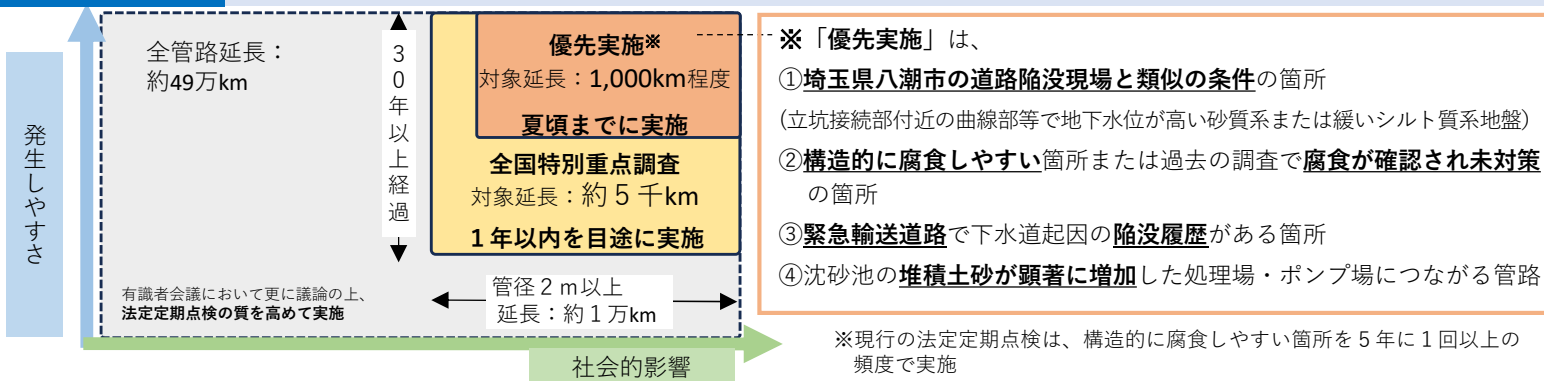 発生しやすさ
全管路延長：
約49万km
30年以上経過
優先実施※
対象延長：1,000km程度
夏頃までに実施
全国特別重点調査
対象延長：約５千km
１年以内を目途に実施
有識者会議において更に議論の上、
法定定期点検の質を高めて実施
管径２ｍ以上
延長：約１万km
社会的影響
※「優先実施」は、
①埼玉県八潮市の道路陥没現場と類似の条件の箇所
(立坑接続部付近の曲線部等で地下水位が高い砂質系または緩いシルト質系地盤)
②構造的に腐食しやすい箇所または過去の調査で腐食が確認され未対策
の箇所
③緊急輸送道路で下水道起因の陥没履歴がある箇所
④沈砂池の堆積土砂が顕著に増加した処理場・ポンプ場につながる管路
※現行の法定定期点検は、構造的に腐食しやすい箇所を５年に１回以上の
頻度で実施